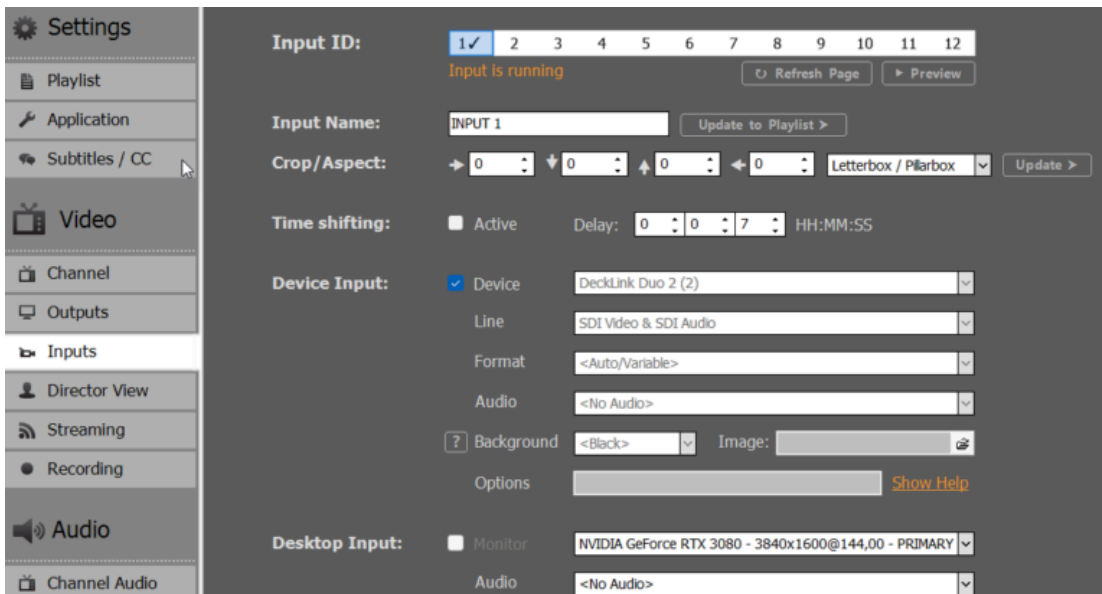 Settings
Playlist
Application
Subtitles / CC
Video
Channel
Outputs
Inputs
Director View
Streaming
Recording
Audio
Channel Audio
Input ID: 1✓ 2 3 4 5 6 7 8 9 10 11 12
Input is running Refresh Page Preview
Input Name: INPUT 1 Update to Playlist >
Crop/Aspect: 0 0 0 0 Letterbox / Pillarbox Update >
Time shifting: Active Delay: 0 0 7 HH:MM:SS
Device Input: Device DeckLink Duo 2 (2)
Line SDI Video & SDI Audio
Format <Auto/Variable>
Audio <No Audio>
? Background <Black> Image:
Options Show Help
Desktop Input: Monitor NVIDIA GeForce RTX 3080 - 3840x1600@144,00 - PRIMARY
Audio <No Audio>